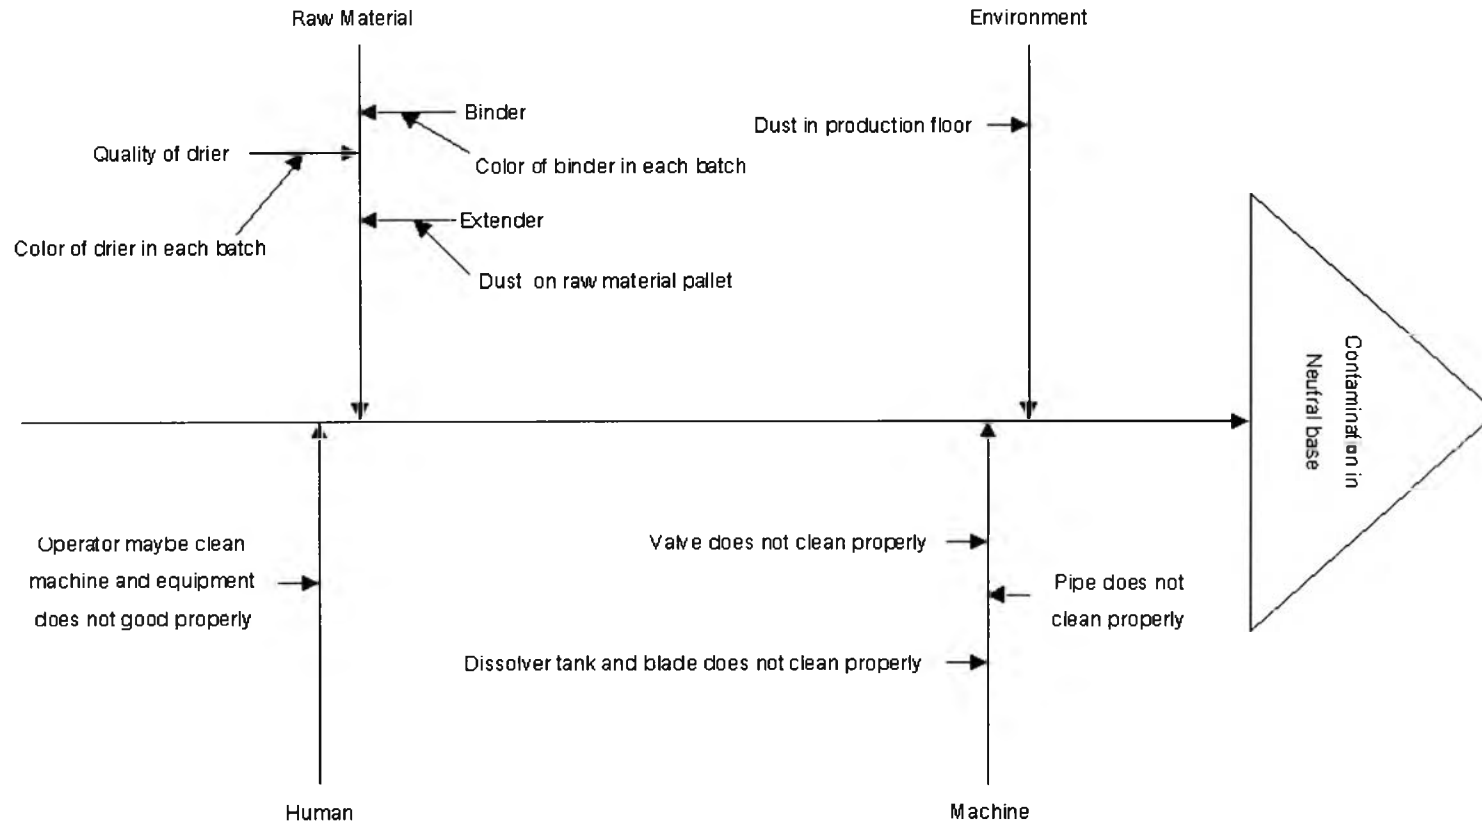 Raw Material
Environment
Binder
Dust in production floor
Quality of drier
Color of binder in each batch
Extender
Color of drier in each batch
Dust on raw material pallet
Contamination in
Neutral base
Operator maybe clean
machine and equipment
does not good properly
Valve does not clean properly
Pipe does not
clean properly
Dissolver tank and blade does not clean properly
Human
Machine